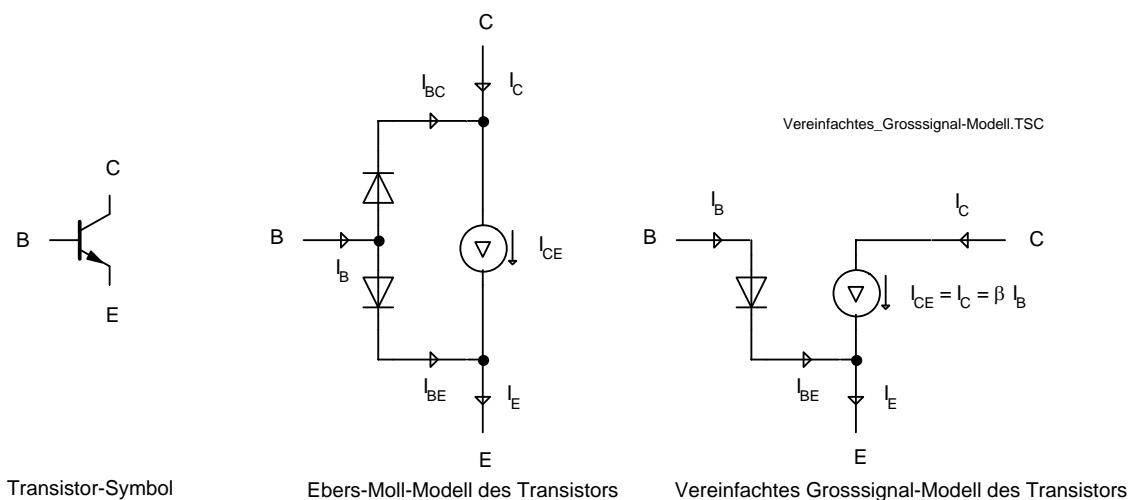 C
B
E
Transistor-Symbol
C
I_BC
I_C
B
I_B
I_CE
I_BE
I_E
E
Ebers-Moll-Modell des Transistors
Vereinfachtes_Grosssignal-Modell.TSC
I_B
I_C
B
C
I_CE = I_C = β I_B
I_BE
I_E
E
Vereinfachtes Grosssignal-Modell des Transistors